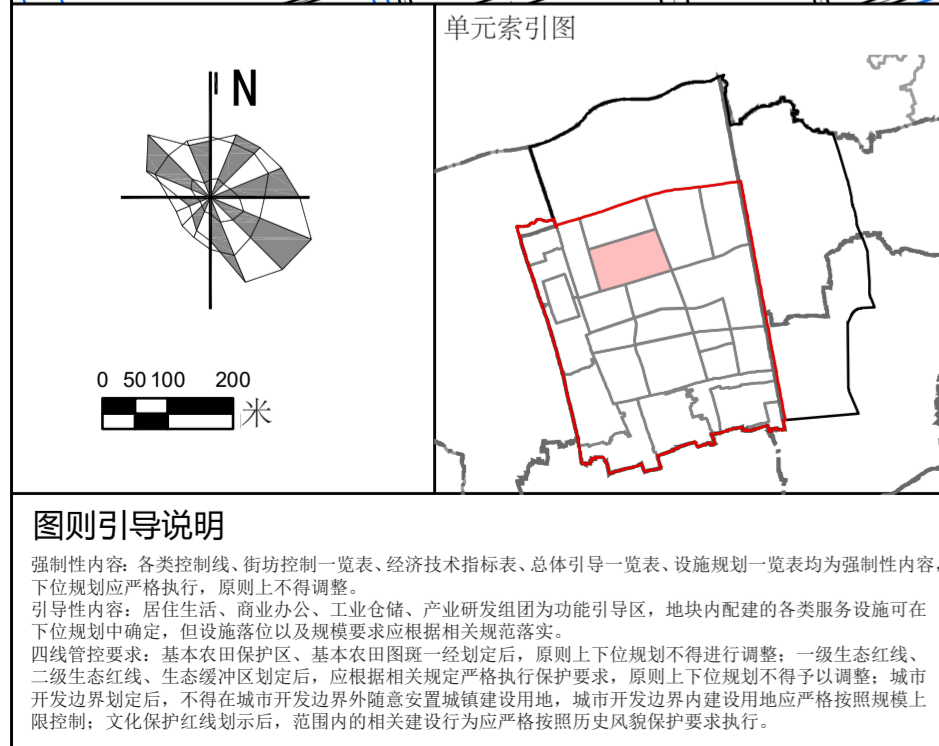 单元索引图
N
0 50 100 200
米
图则引导说明
强制性内容: 各类控制线、街坊控制一览表、经济技术指标表、总体引导一览表、设施规划一览表均为强制性内容,
下位规划应严格执行，原则上不得调整。
引导性内容：居住生活、商业办公、工业仓储、产业研发组团为功能引导区，地块内配建的各类服务设施可在
下位规划中确定，但设施落位以及规模要求应根据相关规范落实。
四线管控要求：基本农田保护区、基本农田图斑一经划定后，原则上下位规划不得进行调整；一级生态红线、
二级生态红线、生态缓冲区划定后，应根据相关规定严格执行保护要求，原则上下位规划不得予以调整；城市
开发边界划定后，不得在城市开发边界外随意安置城镇建设用地，城市开发边界内建设用地应严格按照规模上
限控制；文化保护红线划示后，范围内的相关建设行为应严格按照历史风貌保护要求执行。